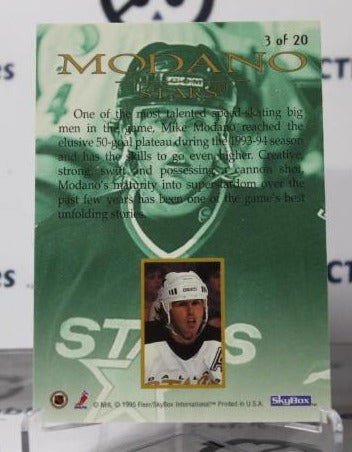 3 of 20
MODANO
STARS
One of the most talented speed-skating big
men in the game, Mike Modano reached the
elusive 50-goal plateau during the 1993-94 season
and has the skills to go even higher. Creative,
strong, swift and possessing a cannon shot,
Modano's maturity into superstardom over the
past few years has been one of the game's best
unfolding stories.
STARS
© NHL © 1995 Fleer/SkyBox International™ Printed in U.S.A.
SkyBox